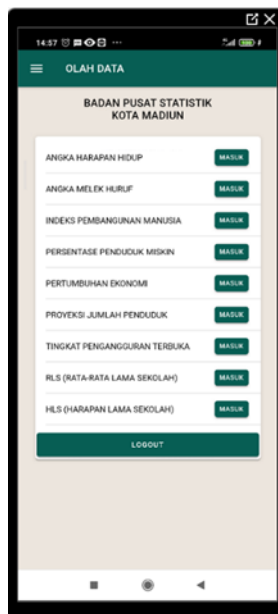 14:57
OLAH DATA
BADAN PUSAT STATISTIK
KOTA MADIUN
ANGKA HARAPAN HIDUP MASUK
ANGKA MELEK HURUF MASUK
INDEKS PEMBANGUNAN MANUSIA MASUK
PERSENTASE PENDUDUK MISKIN MASUK
PERTUMBUHAN EKONOMI MASUK
PROYEKSI JUMLAH PENDUDUK MASUK
TINGKAT PENGANGGURAN TERBUKA MASUK
RLS (RATA-RATA LAMA SEKOLAH) MASUK
HLS (HARAPAN LAMA SEKOLAH) MASUK
LOGOUT